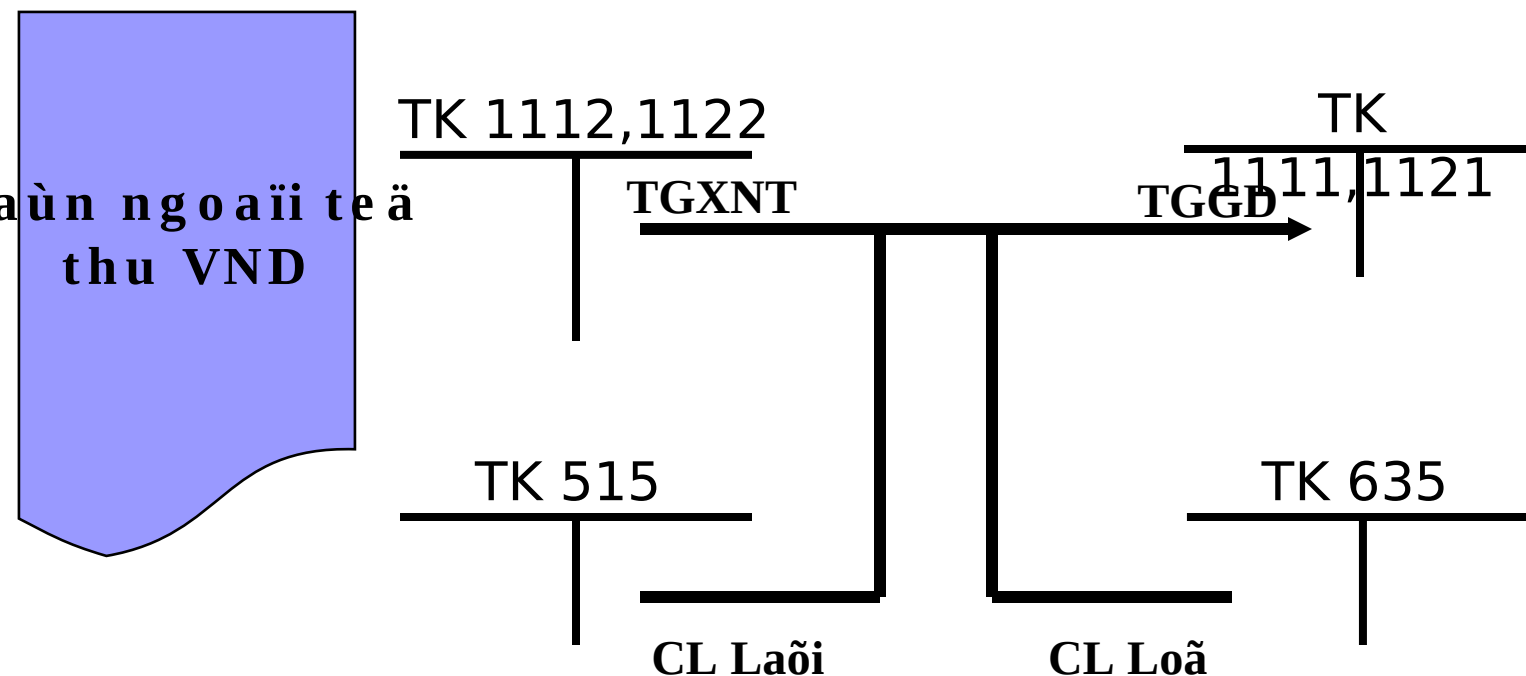 aùn ngoaïi teä
thu VND
TK 1112,1122
TGXNT
TK
1111,1121
TGGD
TK 515
CL Laõi
TK 635
CL Loã